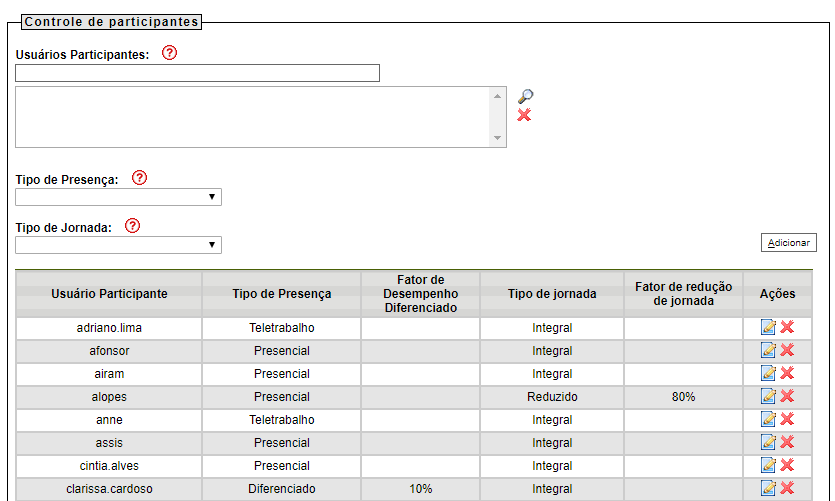 Controle de participantes
Usuários Participantes: ?
Tipo de Presença: ?
Tipo de Jornada: ?
Adicionar
Usuário Participante Tipo de Presença Fator de Desempenho Diferenciado Tipo de jornada Fator de redução de jornada Ações
adriano.lima Teletrabalho Integral
afonsor Presencial Integral
airam Presencial Integral
alopes Presencial Reduzido 80%
anne Teletrabalho Integral
assis Presencial Integral
cintia.alves Presencial Integral
clarissa.cardoso Diferenciado 10% Integral